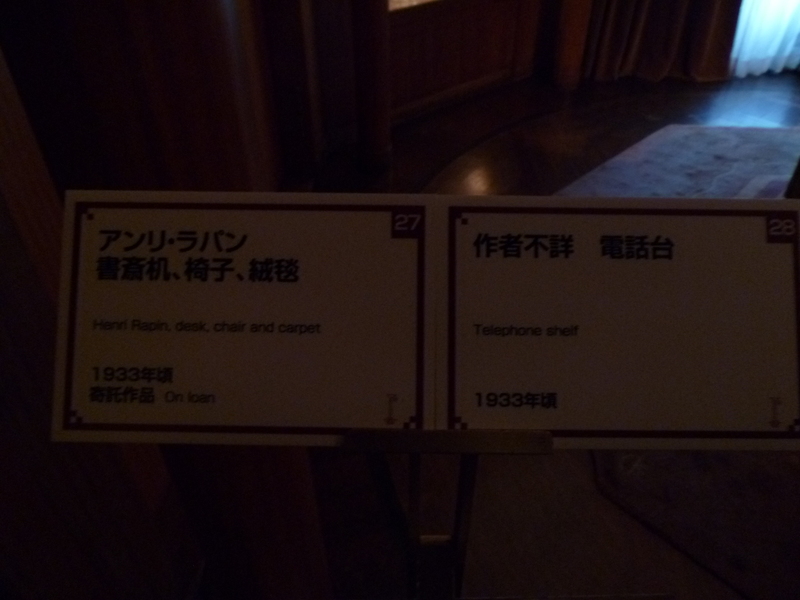 27
アンリ・ラパン
書斎机、椅子、絨毯
Henri Rapin, desk, chair and carpet
1933年頃
寄託作品 On loan
28
作者不詳 電話台
Telephone shelf
1933年頃